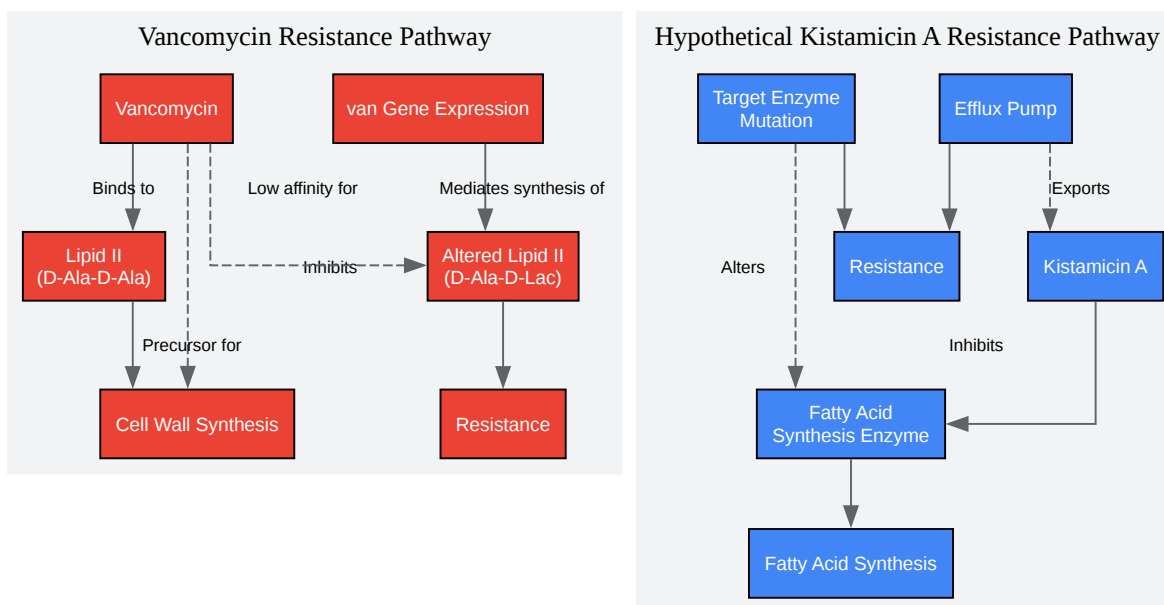 Vancomycin Resistance Pathway
Vancomycin
van Gene Expression
Binds to
Low affinity for
Mediates synthesis of
Lipid II
(D-Ala-D-Ala)
Inhibits
Altered Lipid II
(D-Ala-D-Lac)
Precursor for
Cell Wall Synthesis
Resistance
Hypothetical Kistamicin A Resistance Pathway
Target Enzyme
Mutation
Efflux Pump
Exports
Alters
Resistance
Kistamicin A
Inhibits
Fatty Acid
Synthesis Enzyme
Fatty Acid Synthesis